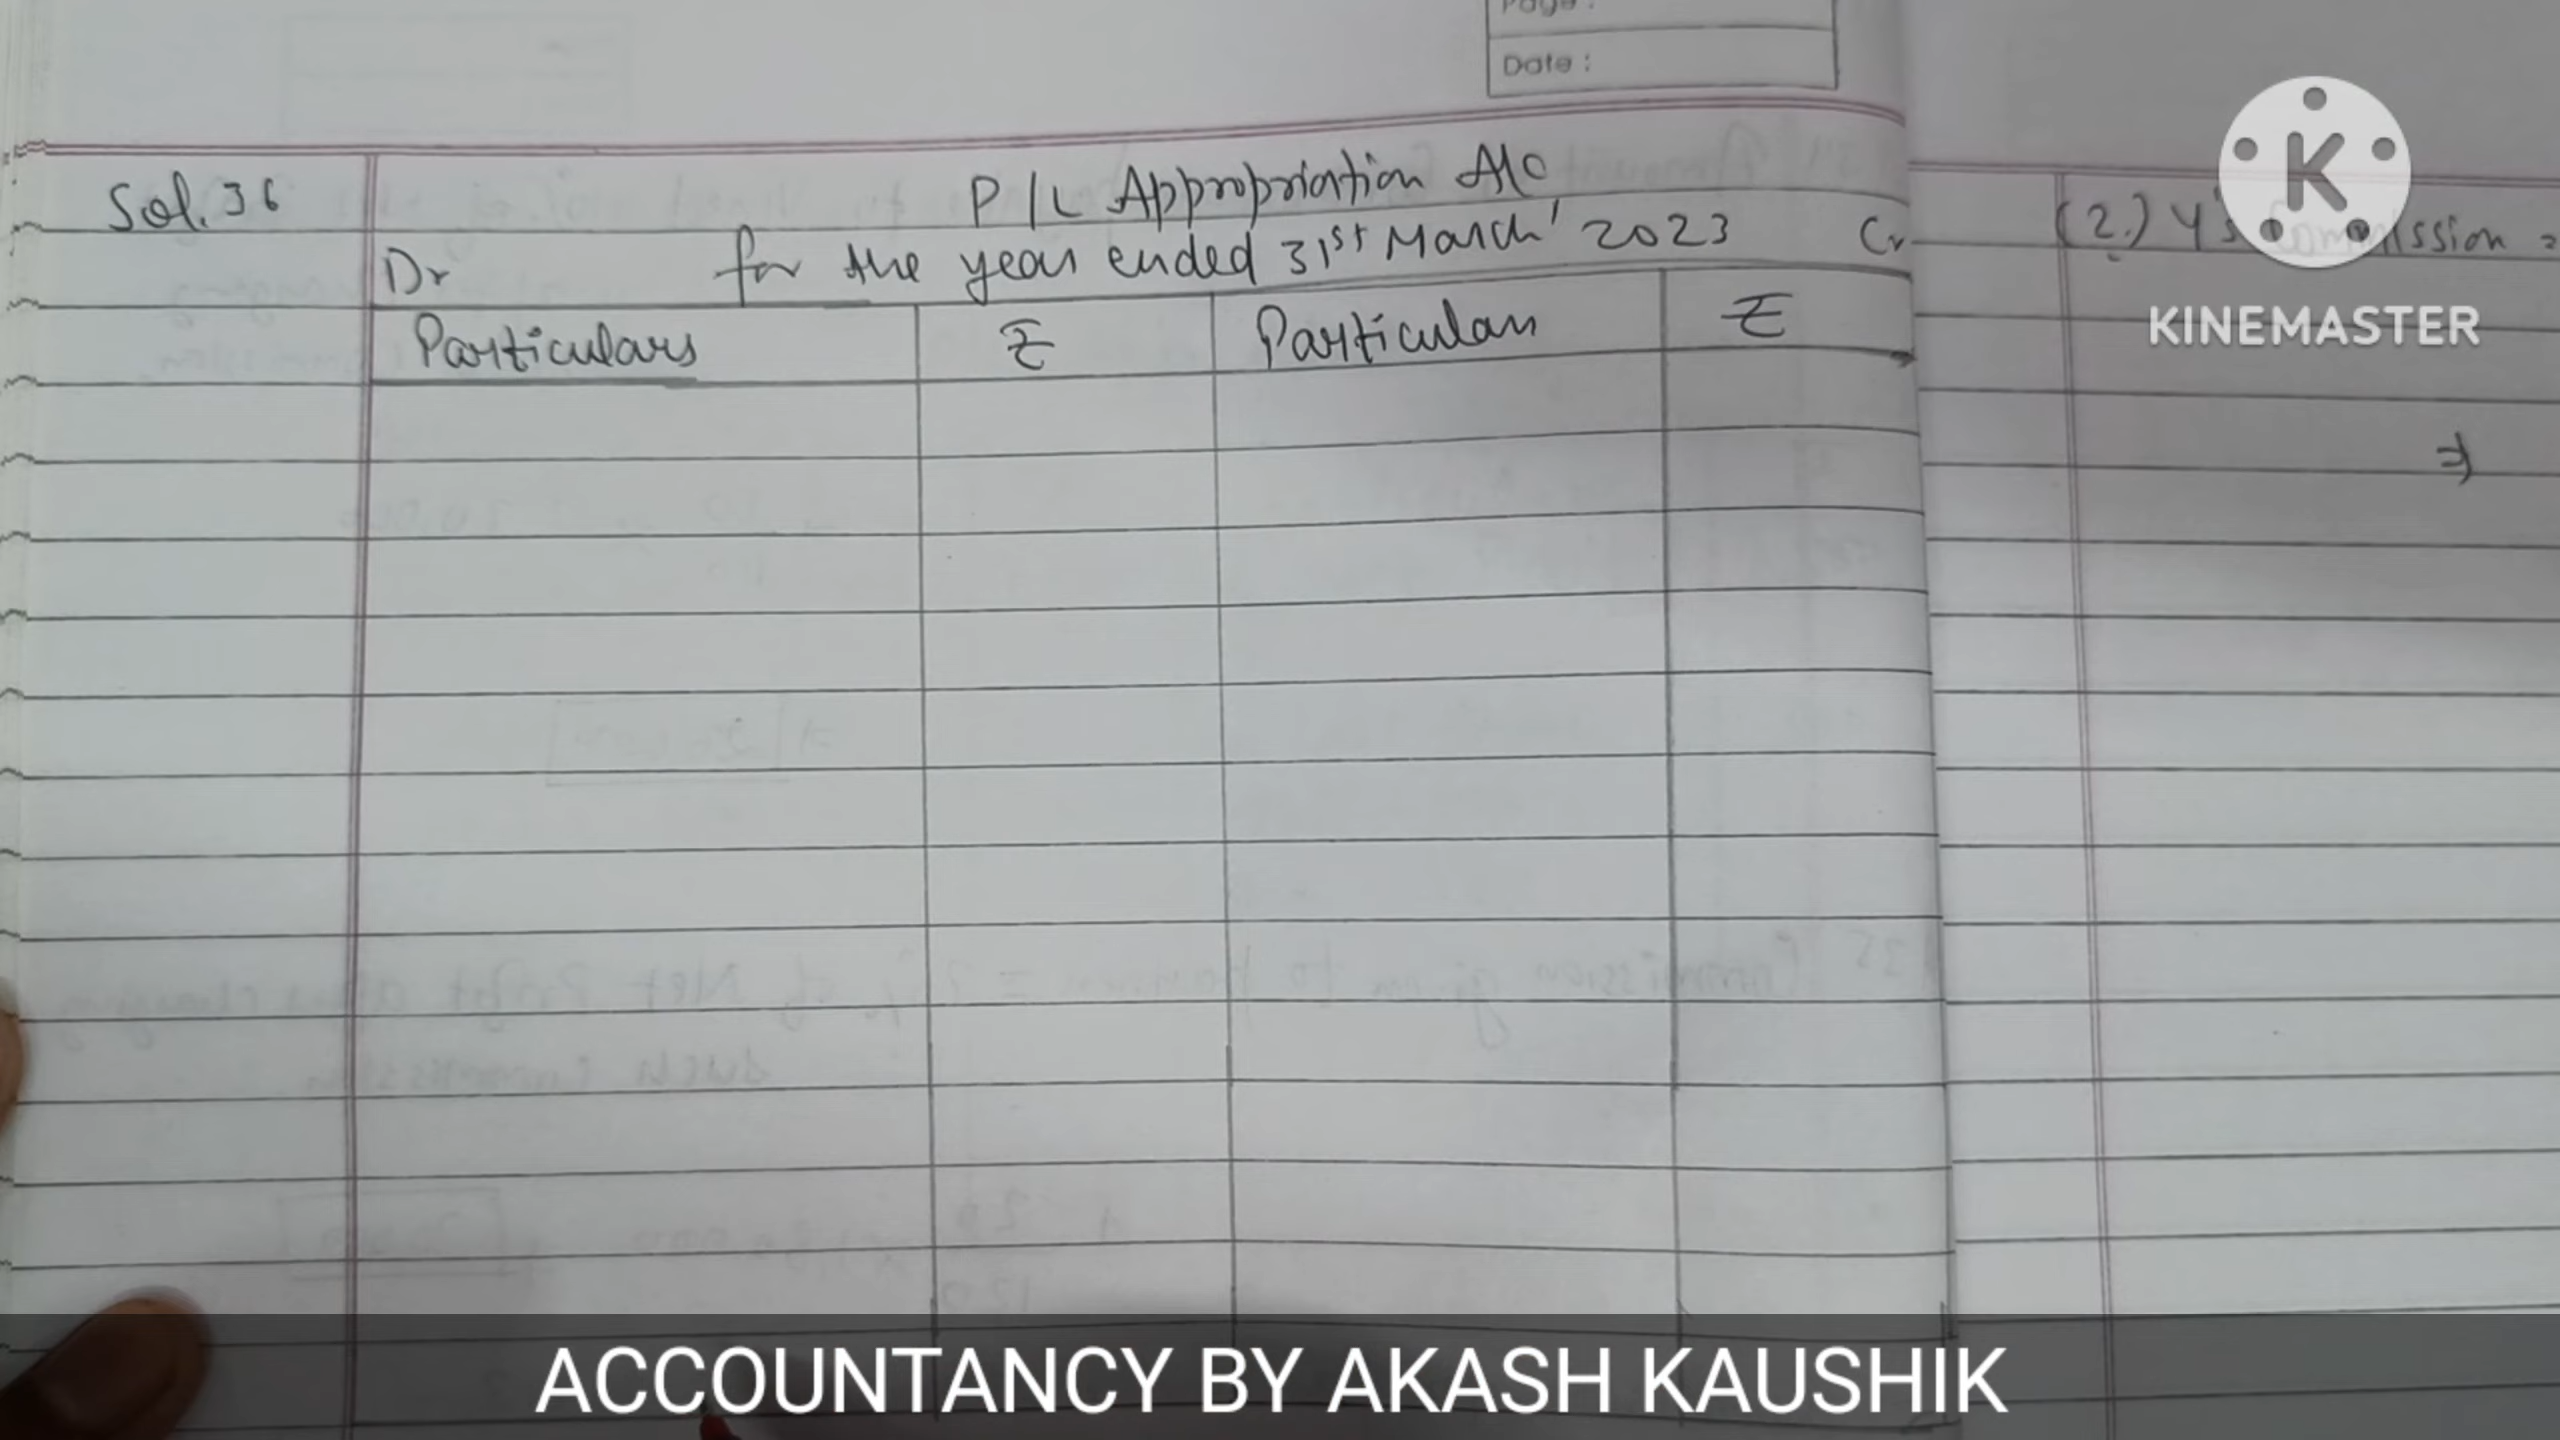 Page :
Date :
Sol. 36
P/L Appropriation A/C
Dr for the year ended 31st March' 2023 Cr
Particulars ₹ Particulars ₹
(2.) Y's Commission =
⇒
K
KINEMASTER
ACCOUNTANCY BY AKASH KAUSHIK